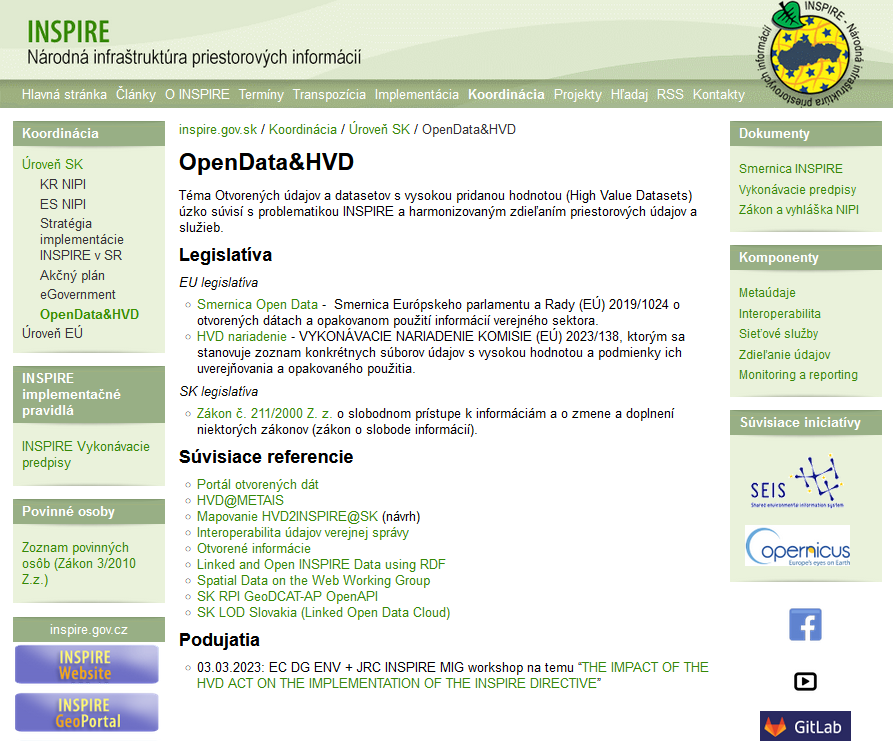 INSPIRE
Národná infraštruktúra priestorových informácií
INSPIRE - Národná infraštruktúra priestorových informácií
Hlavná stránka Články O INSPIRE Termíny Transpozícia Implementácia Koordinácia Projekty Hľadaj RSS Kontakty
Koordinácia
Úroveň SK
KR NIPI
ES NIPI
Stratégia
implementácie
INSPIRE v SR
Akčný plán
eGovernment
OpenData&HVD
Úroveň EÚ
INSPIRE
implementačné
pravidlá
INSPIRE Vykonávacie
predpisy
Povinné osoby
Zoznam povinných
osôb (Zákon 3/2010
Z.z.)
inspire.gov.cz
INSPIRE
Website
INSPIRE
GeoPortal
inspire.gov.sk / Koordinácia / Úroveň SK / OpenData&HVD
OpenData&HVD
Téma Otvorených údajov a datasetov s vysokou pridanou hodnotou (High Value Datasets)
úzko súvisí s problematikou INSPIRE a harmonizovaným zdieľaním priestorových údajov a
služieb.
Legislatíva
EU legislatíva
Smernica Open Data - Smernica Európskeho parlamentu a Rady (EÚ) 2019/1024 o
otvorených dátach a opakovanom použití informácií verejného sektora.
HVD nariadenie - VYKONÁVACIE NARIADENIE KOMISIE (EÚ) 2023/138, ktorým sa
stanovuje zoznam konkrétnych súborov údajov s vysokou hodnotou a podmienky ich
uverejňovania a opakovaného použitia.
SK legislatíva
Zákon č. 211/2000 Z. z. o slobodnom prístupe k informáciám a o zmene a doplnení
niektorých zákonov (zákon o slobode informácií).
Súvisiace referencie
Portál otvorených dát
HVD@METAIS
Mapovanie HVD2INSPIRE@SK (návrh)
Interoperabilita údajov verejnej správy
Otvorené informácie
Linked and Open INSPIRE Data using RDF
Spatial Data on the Web Working Group
SK RPI GeoDCAT-AP OpenAPI
SK LOD Slovakia (Linked Open Data Cloud)
Podujatia
03.03.2023: EC DG ENV + JRC INSPIRE MIG workshop na temu “THE IMPACT OF THE
HVD ACT ON THE IMPLEMENTATION OF THE INSPIRE DIRECTIVE”
Dokumenty
Smernica INSPIRE
Vykonávacie predpisy
Zákon a vyhláška NIPI
Komponenty
Metaúdaje
Interoperabilita
Sieťové služby
Zdieľanie údajov
Monitoring a reporting
Súvisiace iniciatívy
SEIS
Shared environmental information system
Copernicus
Europe's eyes on Earth
GitLab